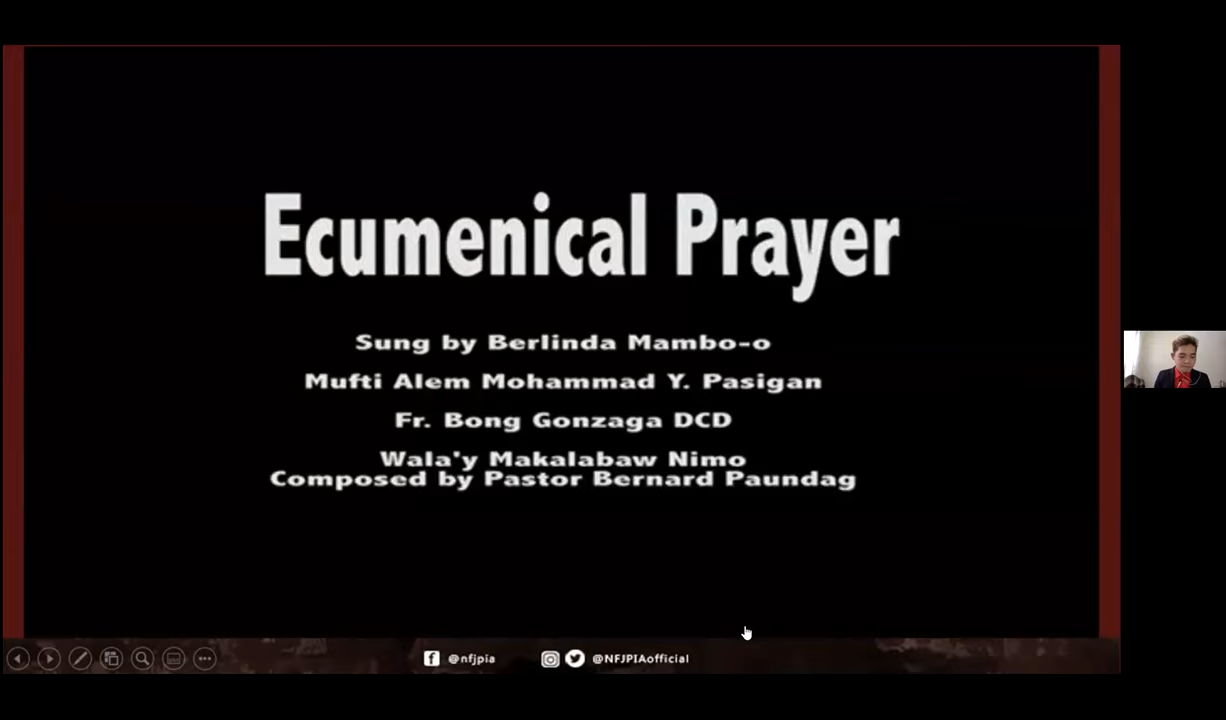 Ecumenical Prayer
Sung by Berlinda Mambo-o
Mufti Alem Mohammad Y. Pasigan
Fr. Bong Gonzaga DCD
Wala'y Makalabaw Nimo
Composed by Pastor Bernard Paundag
@nfjpia
@NFJPIAofficial